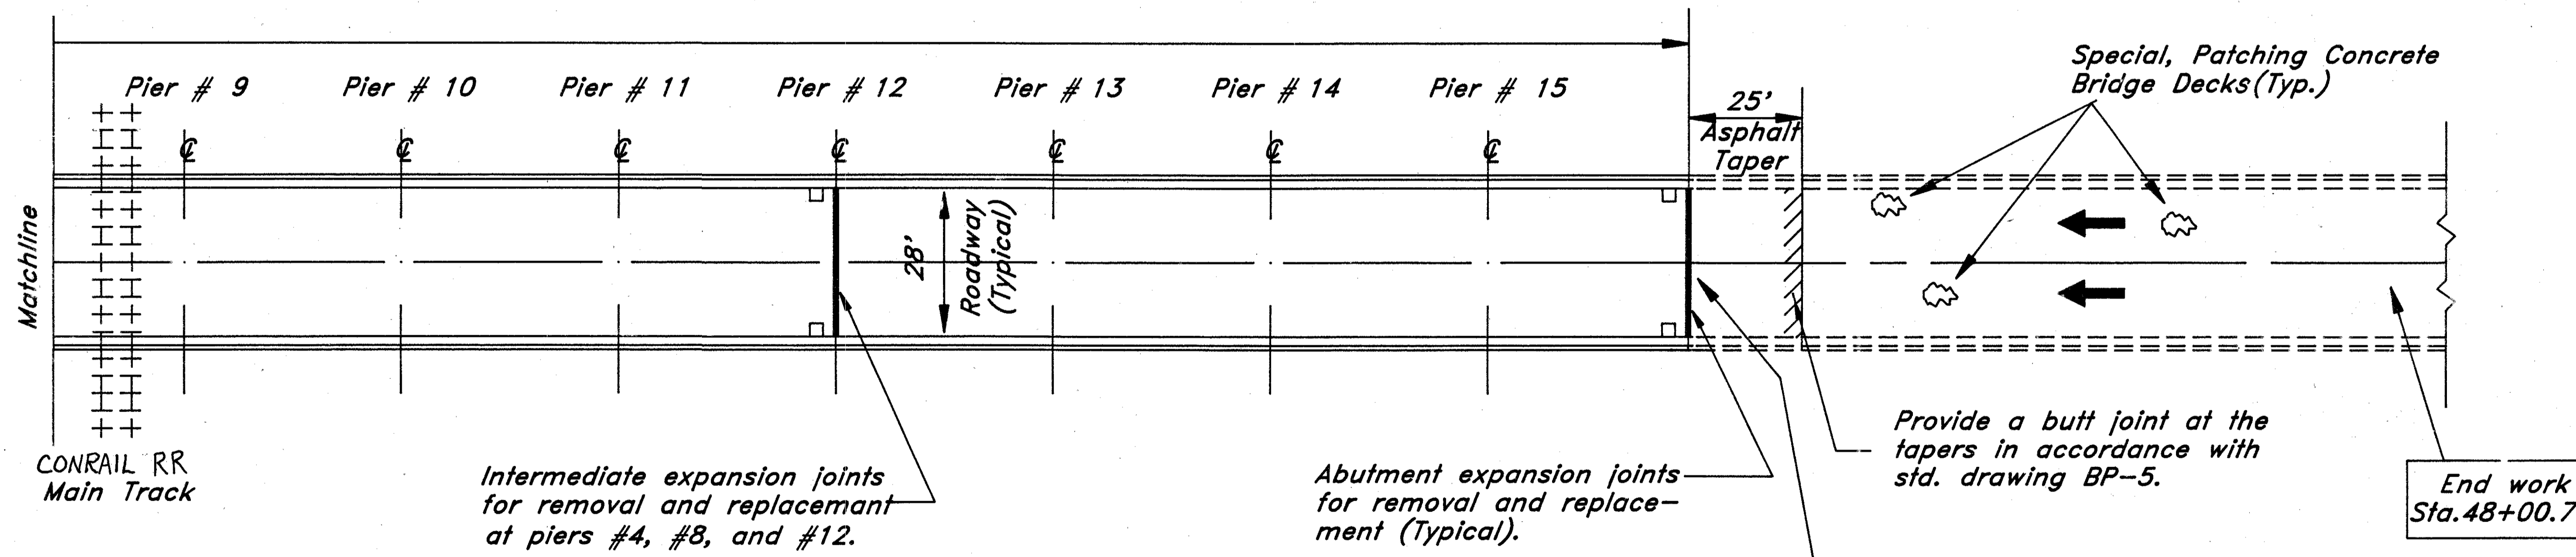 Special, Patching Concrete
Bridge Decks(Typ.)
Pier # 9
Pier # 10
Pier # 11
Pier # 12
Pier # 13
Pier # 14
Pier # 15
25'
Asphalt
Taper
℄
℄
℄
℄
℄
℄
℄
Matchline
28'
Roadway
(Typical)
CONRAIL RR
Main Track
Intermediate expansion joints
for removal and replacemant
at piers #4, #8, and #12.
Abutment expansion joints
for removal and replace-
ment (Typical).
Provide a butt joint at the
tapers in accordance with
std. drawing BP-5.
End work
Sta.48+00.7